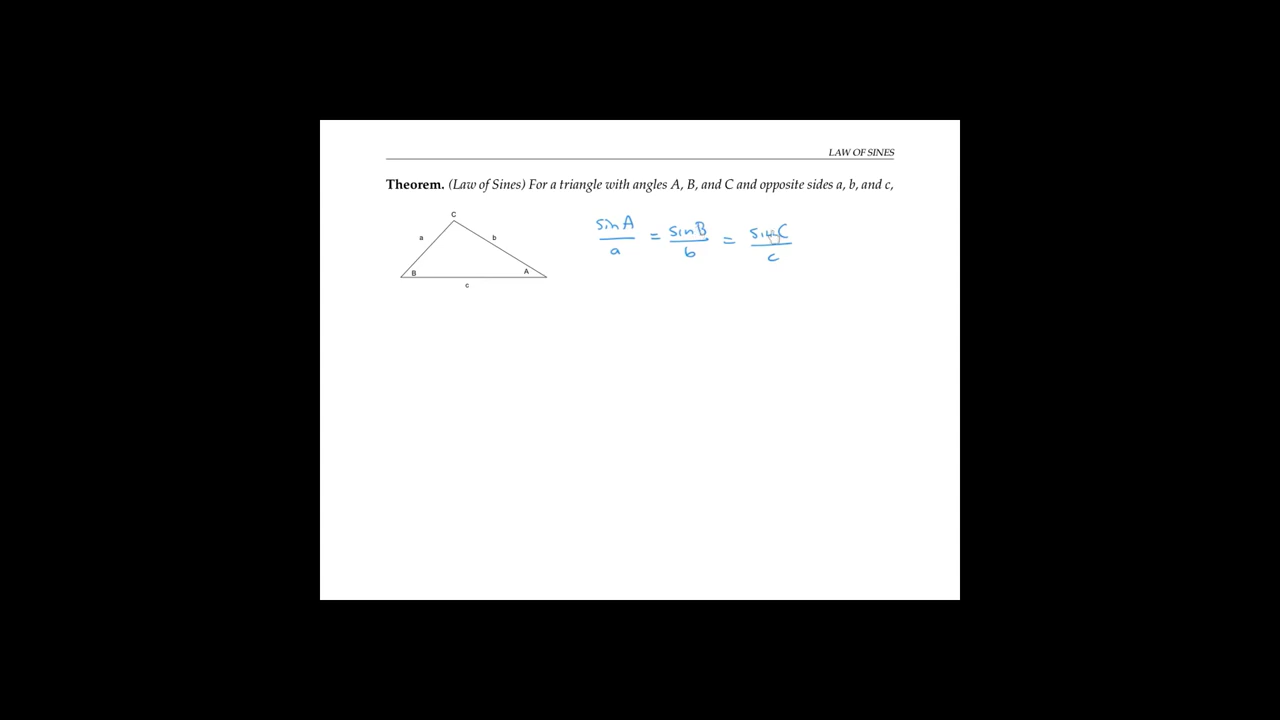 LAW OF SINES
Theorem. (Law of Sines) For a triangle with angles A, B, and C and opposite sides a, b, and c,
C
a b
B A
c
sin A / a = sin B / b = sin C / c